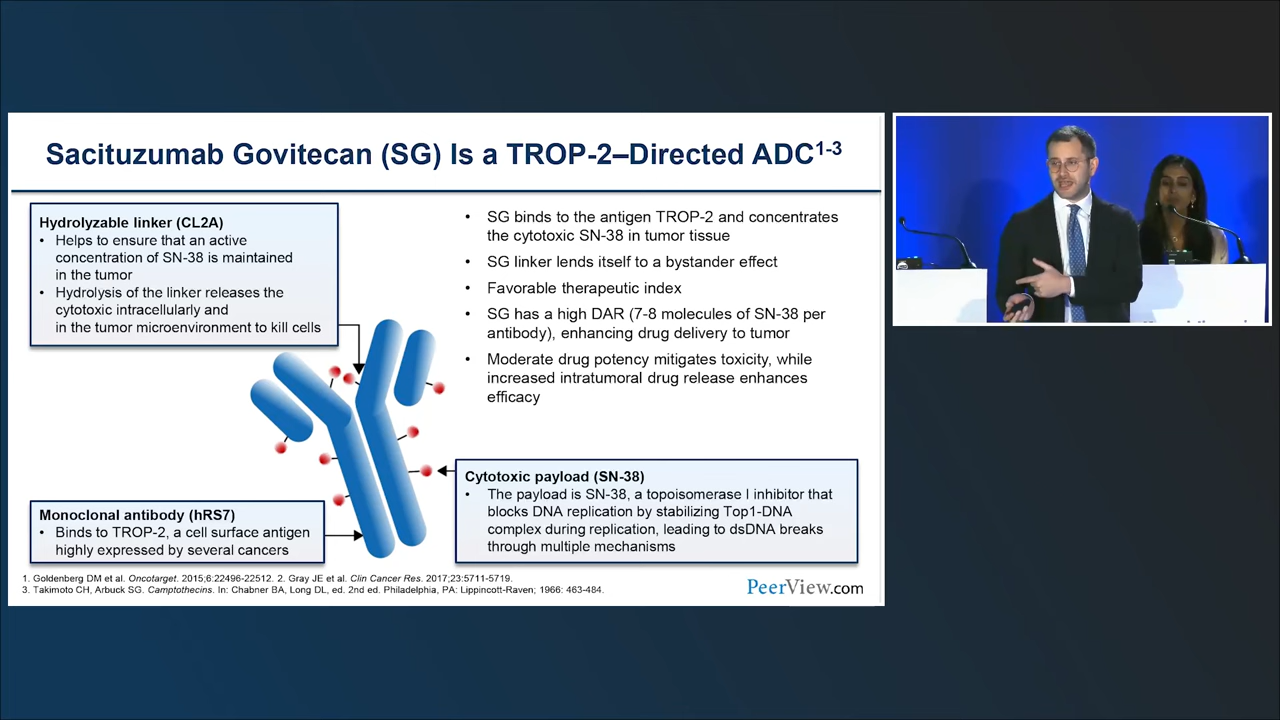 Sacituzumab Govitecan (SG) Is a TROP-2–Directed ADC1-3
Hydrolyzable linker (CL2A)
• Helps to ensure that an active
concentration of SN-38 is maintained
in the tumor
• Hydrolysis of the linker releases the
cytotoxic intracellularly and
in the tumor microenvironment to kill cells
• SG binds to the antigen TROP-2 and concentrates
the cytotoxic SN-38 in tumor tissue
• SG linker lends itself to a bystander effect
• Favorable therapeutic index
• SG has a high DAR (7-8 molecules of SN-38 per
antibody), enhancing drug delivery to tumor
• Moderate drug potency mitigates toxicity, while
increased intratumoral drug release enhances
efficacy
Cytotoxic payload (SN-38)
• The payload is SN-38, a topoisomerase I inhibitor that
blocks DNA replication by stabilizing Top1-DNA
complex during replication, leading to dsDNA breaks
through multiple mechanisms
Monoclonal antibody (hRS7)
• Binds to TROP-2, a cell surface antigen
highly expressed by several cancers
1. Goldenberg DM et al. Oncotarget. 2015;6:22496-22512. 2. Gray JE et al. Clin Cancer Res. 2017;23:5711-5719.
3. Takimoto CH, Arbuck SG. Camptothecins. In: Chabner BA, Long DL, ed. 2nd ed. Philadelphia, PA: Lippincott-Raven; 1966: 463-484.
PeerView.com